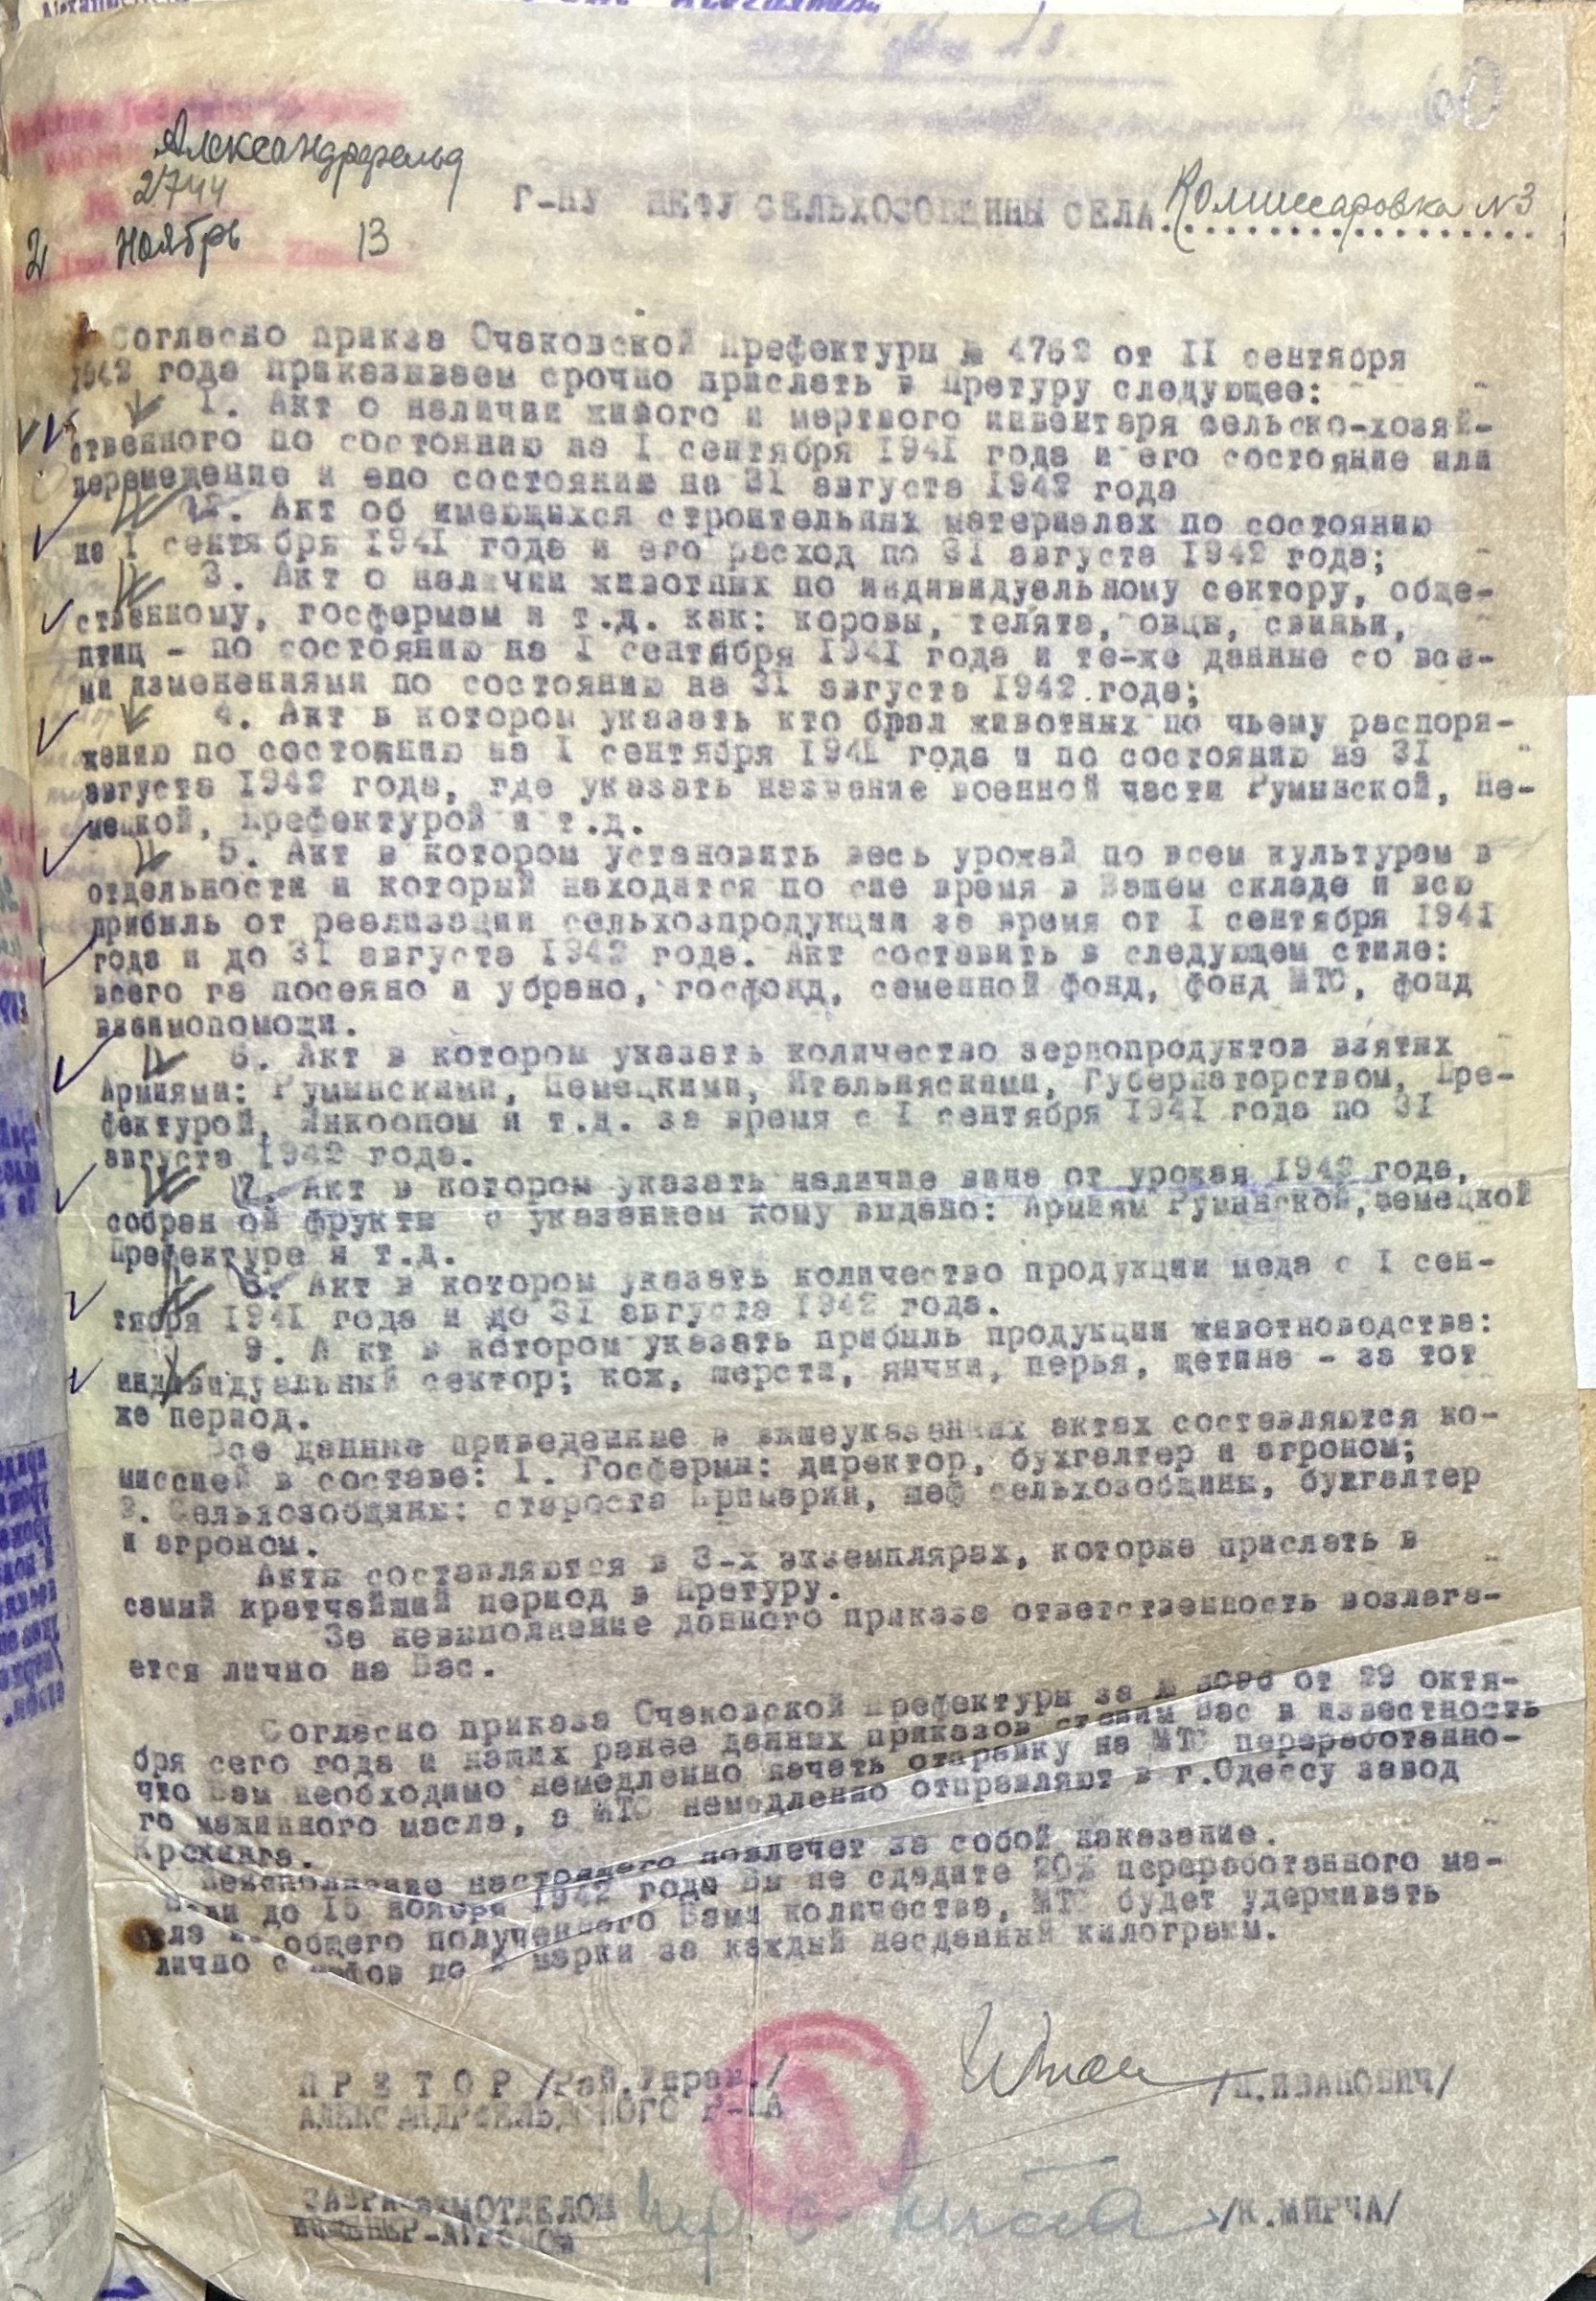 Александрфельд
2744
2 ноябрь 13
Г-НУ ШЕФУ СЕЛЬХОЗОБЩИНЫ СЕЛА Комиссаровка №3
Согласно приказа Очаковской Префектуры № 4762 от II сентября
1942 года приказываем срочно прислать в Претуру следующее:
1. Акт о наличии живого и мертвого инвентаря сельско-хозяй-
ственного по состоянию на I сентября 1941 года и его состояние или
перемещение и епо состоянию на 31 августа 1942 года
2. Акт об имеющихся строительных материалах по состоянию
на I сентября 1941 года и его расход по 31 августа 1942 года;
3. Акт о наличии животных по индивидуельному сектору, обще-
ственному, госфермам и т.д. как: коровы, телята, овцы, свиньи,
птиц - по состоянию на I сентября 1941 года и те-же данные со все-
ми изменениями по состоянию на 31 августа 1942 года;
4. Акт в котором указать кто брал животных по чьему распоря-
жению по состоянию на I сентября 1941 года и по состоянию на 31
августа 1942 года, где указать название военной части Румынской, Не-
мецкой, Префектурой и т.д.
5. Акт в котором установить весь урожай по всем культурам в
отдельности и который находится по сие время в Вашем складе и всю
прибыль от реализации сельхозпродукции за время от I сентября 1941
года и до 31 августа 1942 года. Акт составить в следующем стиле:
всего га посеяно и убрано, госфонд, семенной фонд, фонд МТС, фонд
взаимопомощи.
6. Акт в котором указать количество зернопродуктов взятых
Армиями: Румынскими, Немецкими, Итальянскими, Губернаторством, Пре-
фектурой, Инкоопом и т.д. за время с I сентября 1941 года по 31
августа 1942 года.
7. Акт в котором указать наличие вина от урожая 1942 года,
собран ой фрукты с указанием кому выдано: Армиям Румынской, немецкой
Префектуре и т.д.
8. Акт в котором указать количество продукции меда с I сен-
тября 1941 года и до 31 августа 1942 года.
9. А кт в котором указать прибыль продукции животноводства:
индивидуальный сектор; кож, шерсти, яички, перья, щетина - за тот
же период.
Все данные приведенные в вышеуказанных актах составляются ко-
миссией в составе: 1. Госфермы: директор, бухгалтер и агроном;
2. Сельхозобщины: староста Примэрии, шеф сельхозобщины, бухгалтер
и агроном.
Акты составляются в 3-х экземплярах, которые прислать в
самый кратчайший период в Претуру.
За невыполнение данного приказа ответственность возлага-
ется лично на Вас.
Согласно приказа Очаковской Префектуры за № от 29 октя-
бря сего года и наших ранее данных приказов ставим Вас в известность
что Вам необходимо немедленно начать отправку на МТС переработанно-
го машинного масла, а МТС немедленно отправляют в г.Одессу завод
Неисполнение настоящего повлечет за собой наказание.
Если до 15 ноября 1942 года Вы не сдадите 20% переработанного ма-
сла из общего полученного Вами количества, МТС будет удерживать
лично с шефов по 2 марки за каждый несданный килограмм.
П Р Е Т О Р /Рай.Управ./ /П.ИВАНОВИЧ/
АЛЕКСАНДРФЕЛЬДСКОГО Р-НА
ЗАВРАЙЗЕМОТДЕЛОМ /К.МИРЧА/
ИНЖЕНЕР-АГРОНОМ